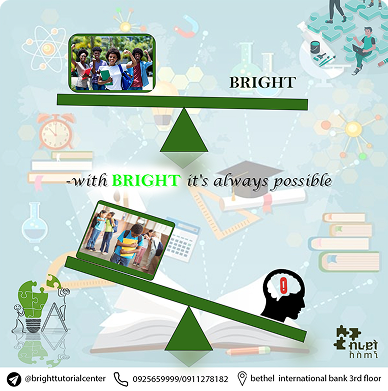 BRIGHT
-with BRIGHT it's always possible
@brighttutorialcenter
0925659999/0911278182
bethel international bank 3rd floor